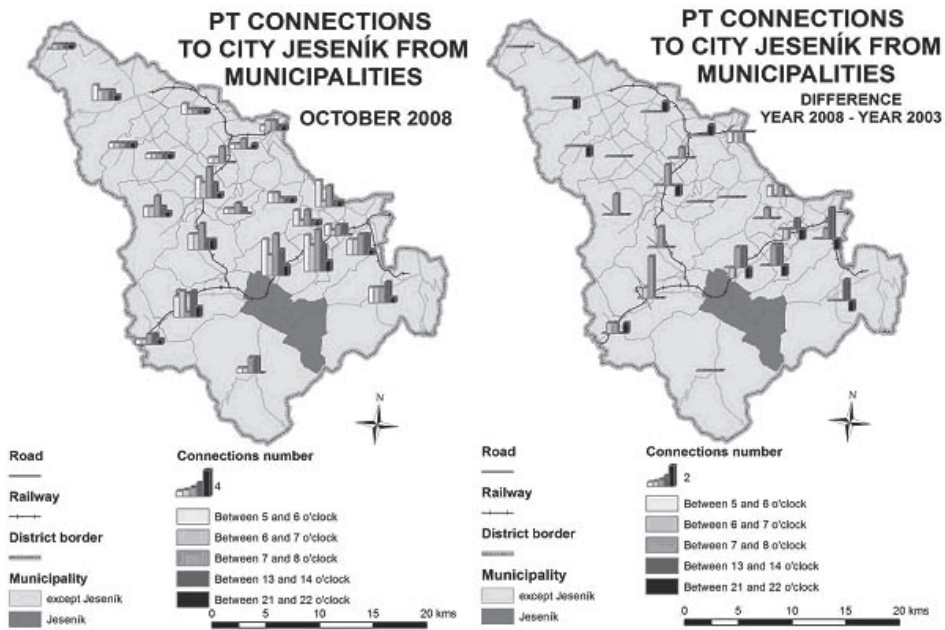 PT CONNECTIONS
TO CITY JESENÍK FROM
MUNICIPALITIES
OCTOBER 2008
N
Road
Railway
District border
Municipality
except Jeseník
Jeseník
Connections number
4
Between 5 and 6 o'clock
Between 6 and 7 o'clock
Between 7 and 8 o'clock
Between 13 and 14 o'clock
Between 21 and 22 o'clock
0 5 10 15 20 kms
PT CONNECTIONS
TO CITY JESENÍK FROM
MUNICIPALITIES
DIFFERENCE
YEAR 2008 - YEAR 2003
N
Road
Railway
District border
Municipality
except Jeseník
Jeseník
Connections number
2
Between 5 and 6 o'clock
Between 6 and 7 o'clock
Between 7 and 8 o'clock
Between 13 and 14 o'clock
Between 21 and 22 o'clock
0 5 10 15 20 kms